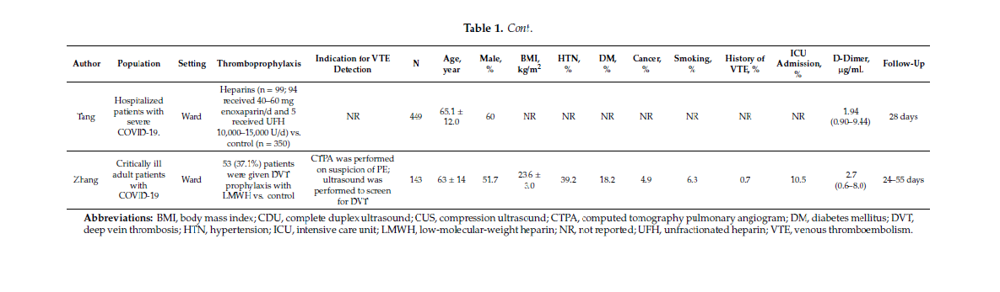 Table 1. Cont.
Author Population Setting Thromboprophylaxis Indication for VTE Detection N Age, year Male, % BMI, kg/m² HTN, % DM, % Cancer, % Smoking, % History of VTE, % ICU Admission, % D-Dimer, µg/mL Follow-Up
Tang
Hospitalized
patients with
severe
COVID-19.
Ward
Heparins (n = 99; 94
received 40–60 mg
enoxaparin/d and 5
received UFH
10,000–15,000 U/d) vs.
control (n = 350)
NR
449
65.1 ±
12.0
60
NR
NR
NR
NR
NR
NR
NR
1.94
(0.90–9.44)
28 days
Zhang
Critically ill
adult patients
with
COVID-19
Ward
53 (37.1%) patients
were given DVT
prophylaxis with
LMWH vs. control
CTPA was performed
on suspicion of PE;
ultrasound was
performed to screen
for DVT
143
63 ± 14
51.7
23.6 ±
3.0
39.2
18.2
4.9
6.3
0.7
10.5
2.7
(0.6–8.0)
24–55 days
Abbreviations: BMI, body mass index; CDU, complete duplex ultrasound; CUS, compression ultrasound; CTPA, computed tomography pulmonary angiogram; DM, diabetes mellitus; DVT,
deep vein thrombosis; HTN, hypertension; ICU, intensive care unit; LMWH, low-molecular-weight heparin; NR, not reported; UFH, unfractionated heparin; VTE, venous thromboembolism.